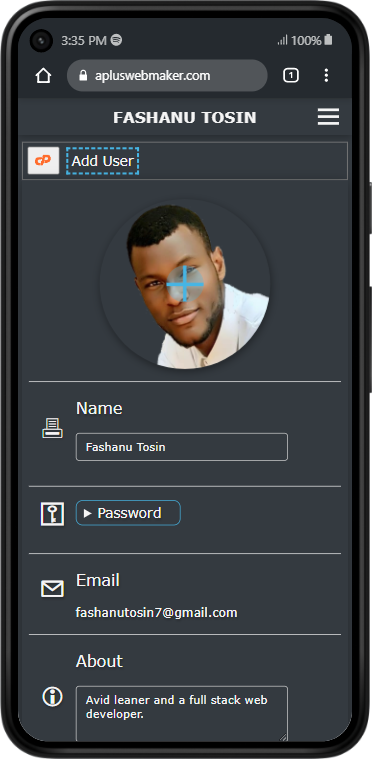 3:35 PM
100%
apluswebmaker.com
1
FASHANU TOSIN
cP
Add User
Name
Fashanu Tosin
Password
Email
fashanutosin7@gmail.com
About
Avid leaner and a full stack web
developer.